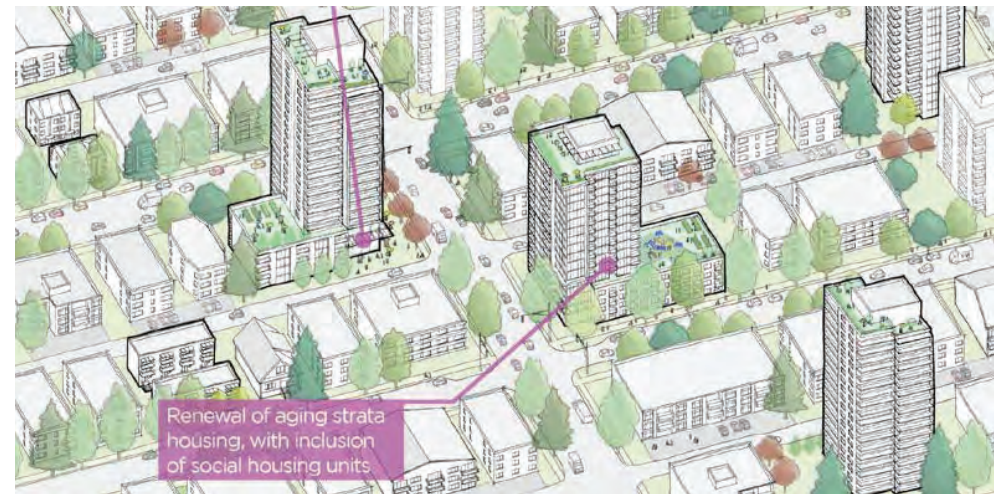 Renewal of aging strata
housing, with inclusion
of social housing units